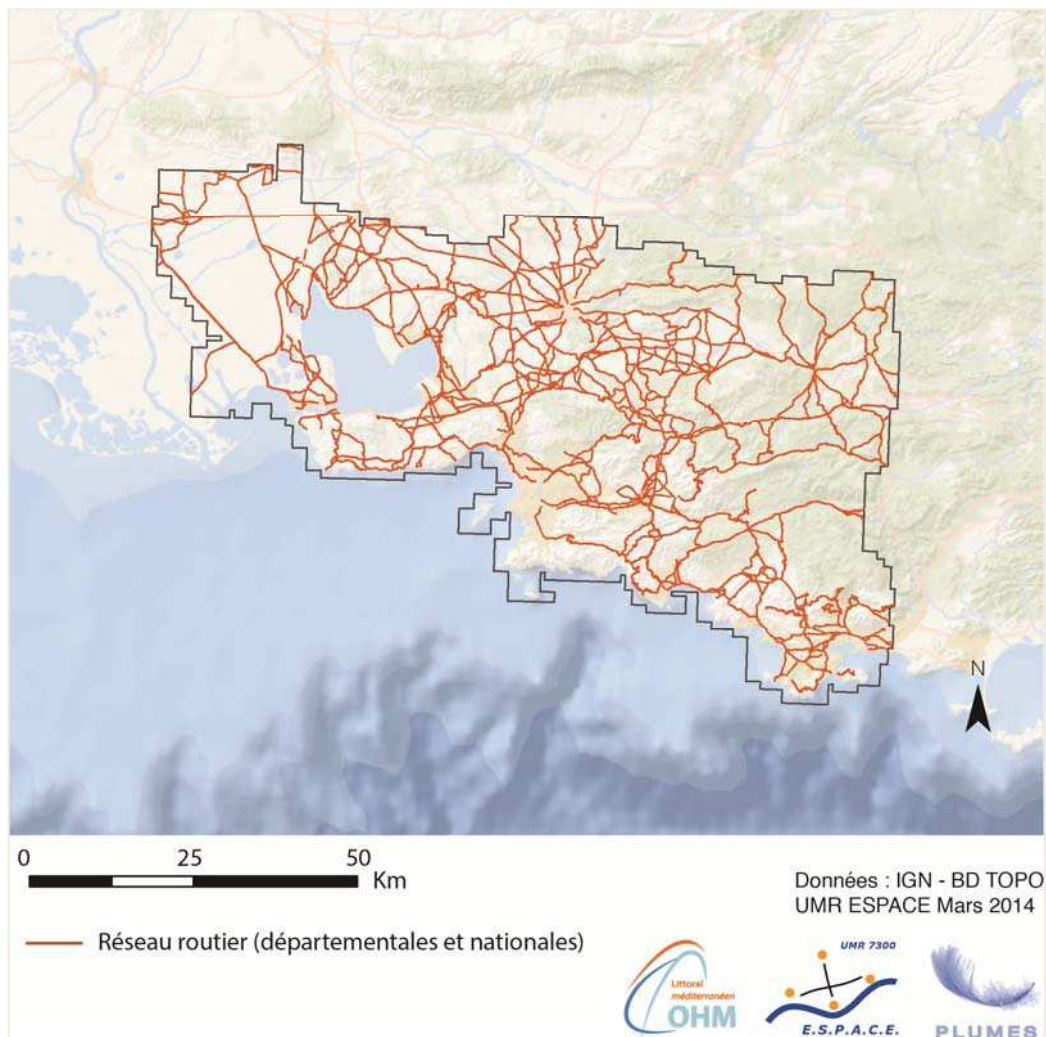 N
0 25 50
Km
Données : IGN - BD TOPO
UMR ESPACE Mars 2014
Réseau routier (départementales et nationales)
Littoral
méditerranéen
OHM
UMR 7300
E.S.P.A.C.E.
PLUMES